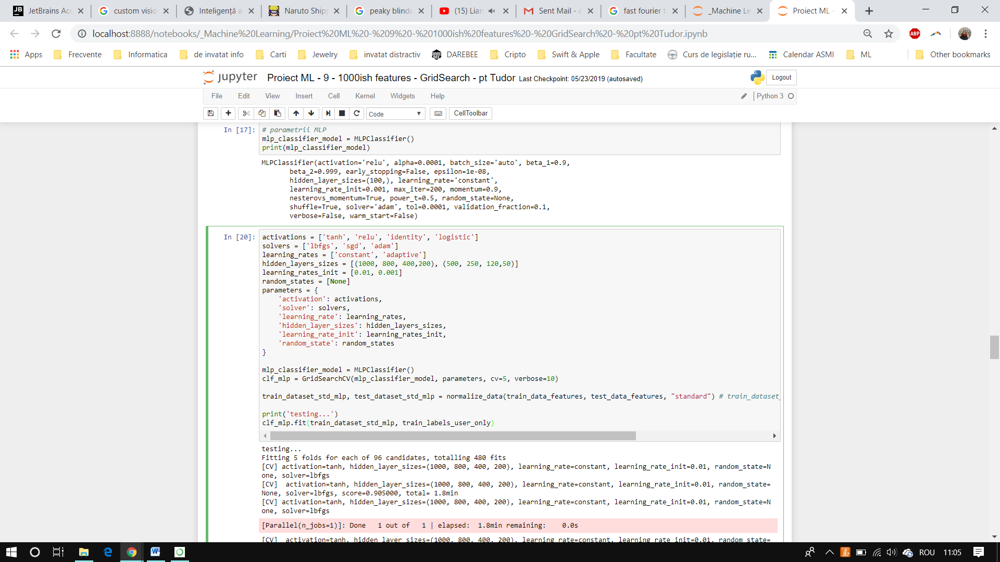 JetBrains Acc
custom visio
Inteligență a
Naruto Ship
peaky blinde
(15) Lian
Sent Mail - c
fast fourier t
_Machine Le
Proiect ML -
localhost:8888/notebooks/_Machine%20Learning/Proiect%20ML%20-%209%20-%201000ish%20features%20-%20GridSearch%20-%20pt%20Tudor.ipynb
ABP
Apps
Frecvente
Informatica
de invatat info
Carti
Jewelry
invatat distractiv
DAREBEE
Cripto
Swift & Apple
Facultate
Curs de legislație ru...
Calendar ASMI
ML
Other bookmarks
jupyter Proiect ML - 9 - 1000ish features - GridSearch - pt Tudor Last Checkpoint: 05/23/2019 (autosaved)
Logout
File Edit View Insert Cell Kernel Widgets Help
Python 3
Code
CellToolbar
In [17]: # parametrii MLP
mlp_classifier_model = MLPClassifier()
print(mlp_classifier_model)
MLPClassifier(activation='relu', alpha=0.0001, batch_size='auto', beta_1=0.9,
beta_2=0.999, early_stopping=False, epsilon=1e-08,
hidden_layer_sizes=(100,), learning_rate='constant',
learning_rate_init=0.001, max_iter=200, momentum=0.9,
nesterovs_momentum=True, power_t=0.5, random_state=None,
shuffle=True, solver='adam', tol=0.0001, validation_fraction=0.1,
verbose=False, warm_start=False)
In [20]: activations = ['tanh', 'relu', 'identity', 'logistic']
solvers = ['lbfgs', 'sgd', 'adam']
learning_rates = ['constant', 'adaptive']
hidden_layers_sizes = [(1000, 800, 400,200), (500, 250, 120,50)]
learning_rates_init = [0.01, 0.001]
random_states = [None]
parameters = {
'activation': activations,
'solver': solvers,
'learning_rate': learning_rates,
'hidden_layer_sizes': hidden_layers_sizes,
'learning_rate_init': learning_rates_init,
'random_state': random_states
}
mlp_classifier_model = MLPClassifier()
clf_mlp = GridSearchCV(mlp_classifier_model, parameters, cv=5, verbose=10)
train_dataset_std_mlp, test_dataset_std_mlp = normalize_data(train_data_features, test_data_features, "standard") # train_dataset_
print('testing...')
clf_mlp.fit(train_dataset_std_mlp, train_labels_user_only)
testing...
Fitting 5 folds for each of 96 candidates, totalling 480 fits
[CV] activation=tanh, hidden_layer_sizes=(1000, 800, 400, 200), learning_rate=constant, learning_rate_init=0.01, random_state=N
one, solver=lbfgs
[CV]  activation=tanh, hidden_layer_sizes=(1000, 800, 400, 200), learning_rate=constant, learning_rate_init=0.01, random_state=
None, solver=lbfgs, score=0.905000, total= 1.8min
[CV] activation=tanh, hidden_layer_sizes=(1000, 800, 400, 200), learning_rate=constant, learning_rate_init=0.01, random_state=N
one, solver=lbfgs
[Parallel(n_jobs=1)]: Done   1 out of   1 | elapsed:  1.8min remaining:    0.0s
[CV]  activation=tanh, hidden_layer_sizes=(1000, 800, 400, 200), learning_rate=constant, learning_rate_init=0.01, random_state=
ROU 11:05